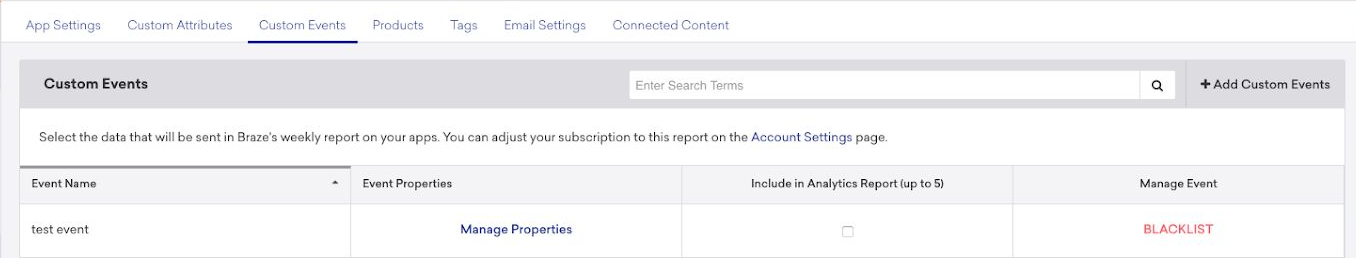 App Settings Custom Attributes Custom Events Products Tags Email Settings Connected Content
Custom Events Enter Search Terms + Add Custom Events
Select the data that will be sent in Braze's weekly report on your apps. You can adjust your subscription to this report on the Account Settings page.
Event Name Event Properties Include in Analytics Report (up to 5) Manage Event
test event Manage Properties BLACKLIST